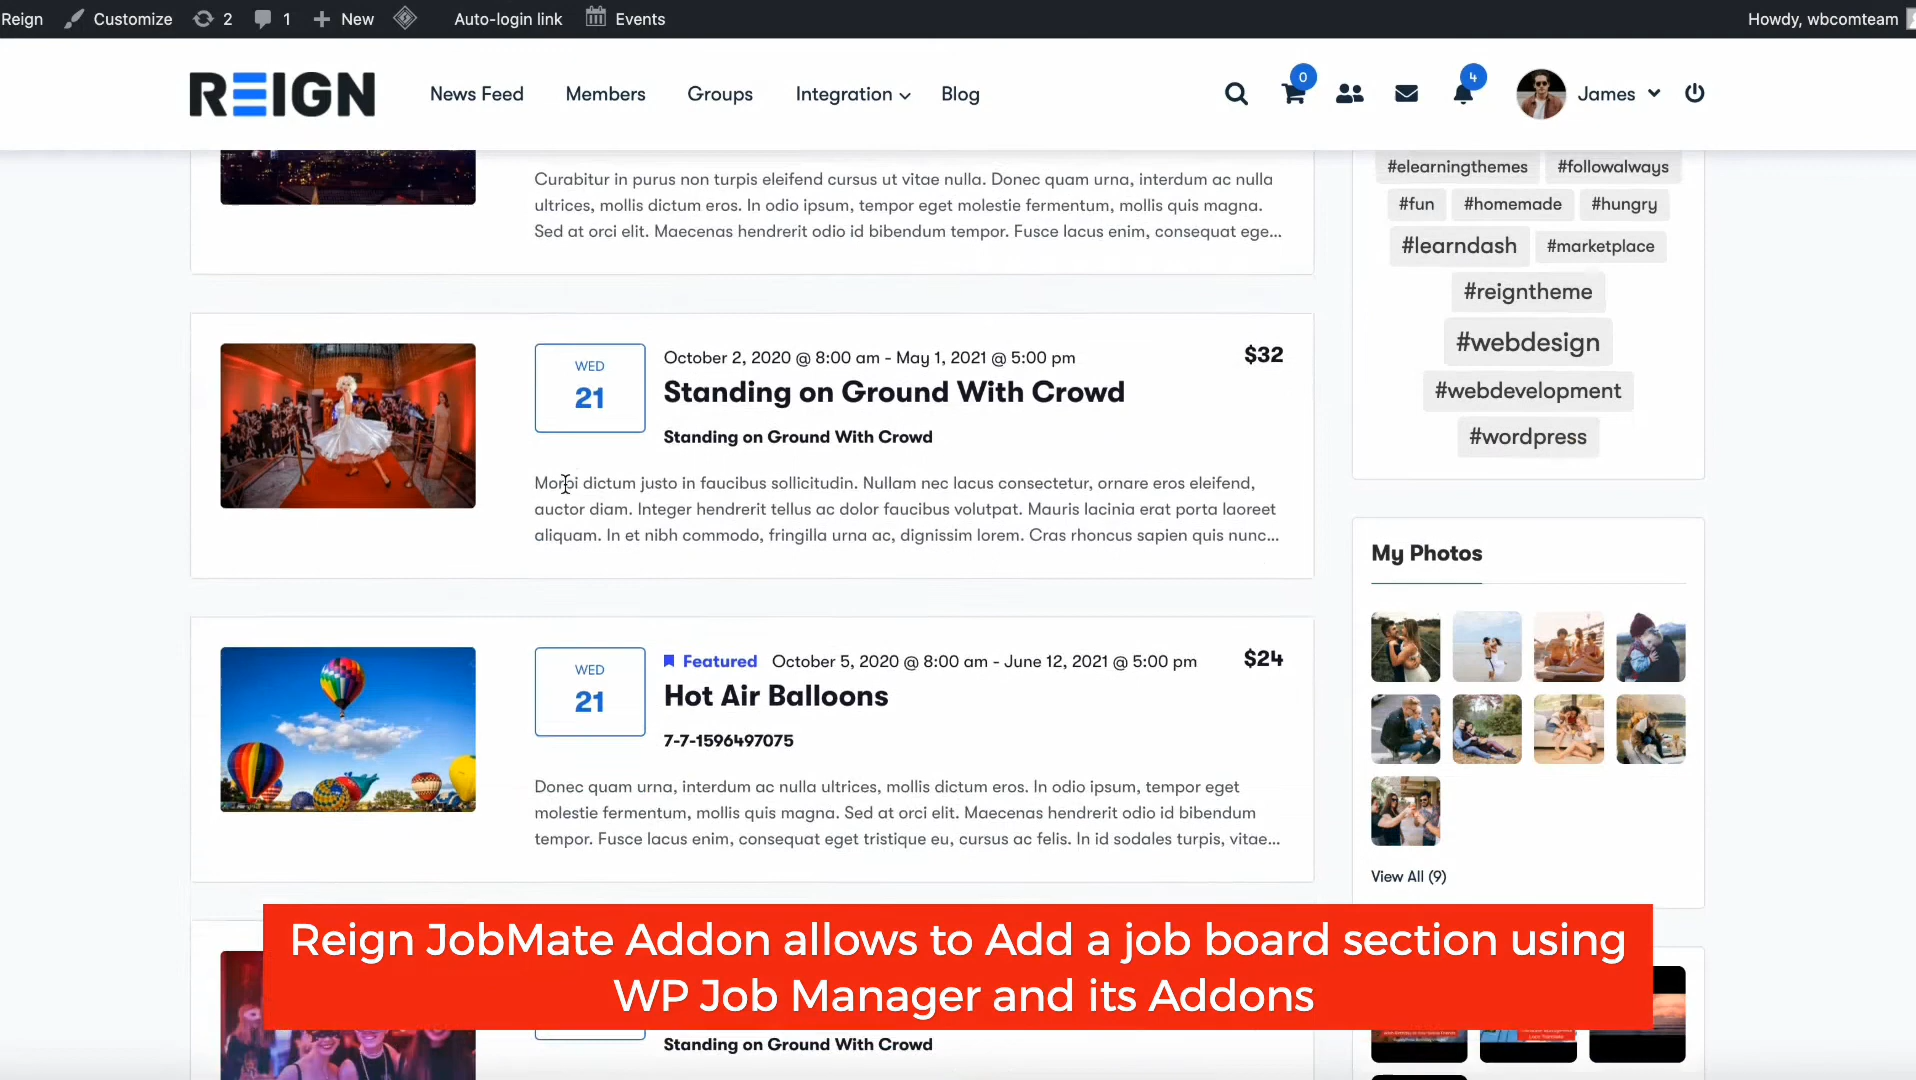 Reign Customize 2 1 New Auto-login link Events Howdy, wbcomteam
REIGN News Feed Members Groups Integration Blog 0 4 James
Curabitur in purus non turpis eleifend cursus ut vitae nulla. Donec quam urna, interdum ac nulla
ultrices, mollis dictum eros. In odio ipsum, tempor eget molestie fermentum, mollis quis magna.
Sed at orci elit. Maecenas hendrerit odio id bibendum tempor. Fusce lacus enim, consequat ege...
WED
21
October 2, 2020 @ 8:00 am - May 1, 2021 @ 5:00 pm
$32
Standing on Ground With Crowd
Standing on Ground With Crowd
Morbi dictum justo in faucibus sollicitudin. Nullam nec lacus consectetur, ornare eros eleifend,
auctor diam. Integer hendrerit tellus ac dolor faucibus volutpat. Mauris lacinia erat porta laoreet
aliquam. In et nibh commodo, fringilla urna ac, dignissim lorem. Cras rhoncus sapien quis nunc...
WED
21
Featured October 5, 2020 @ 8:00 am - June 12, 2021 @ 5:00 pm
$24
Hot Air Balloons
7-7-1596497075
Donec quam urna, interdum ac nulla ultrices, mollis dictum eros. In odio ipsum, tempor eget
molestie fermentum, mollis quis magna. Sed at orci elit. Maecenas hendrerit odio id bibendum
tempor. Fusce lacus enim, consequat eget tristique eu, cursus ac felis. In id sodales turpis, vitae...
Standing on Ground With Crowd
#elearningthemes #followalways
#fun #homemade #hungry
#learndash #marketplace
#reigntheme
#webdesign
#webdevelopment
#wordpress
My Photos
View All (9)
Reign JobMate Addon allows to Add a job board section using
WP Job Manager and its Addons